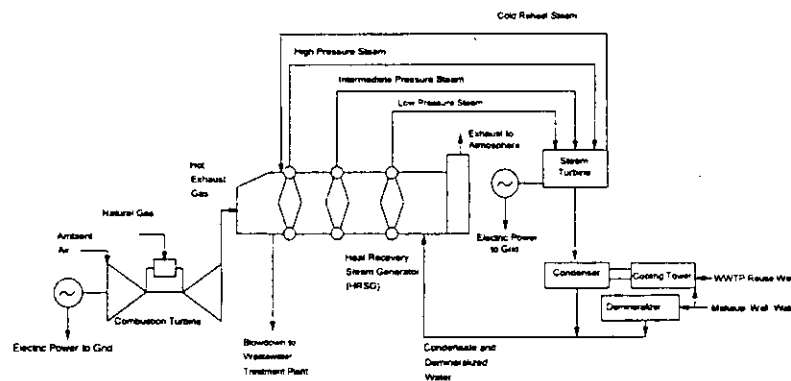 Cold Reheat Steam
High Pressure Steam
Intermediate Pressure Steam
Low Pressure Steam
Exhaust to
Atmosphere
Hot
Exhaust
Gas
Steam
Turbine
Natural Gas
Ambient
Air
Electric Power
to Grid
Heat Recovery
Steam Generator
(HRSG)
Condenser
Cooling Tower
WWTP Reuse Wat
Demineralizer
Makeup Well Wat
Combustion Turbine
Electric Power to Grid
Blowdown to
Wastewater
Treatment Plant
Condensate and
Demineralized
Water